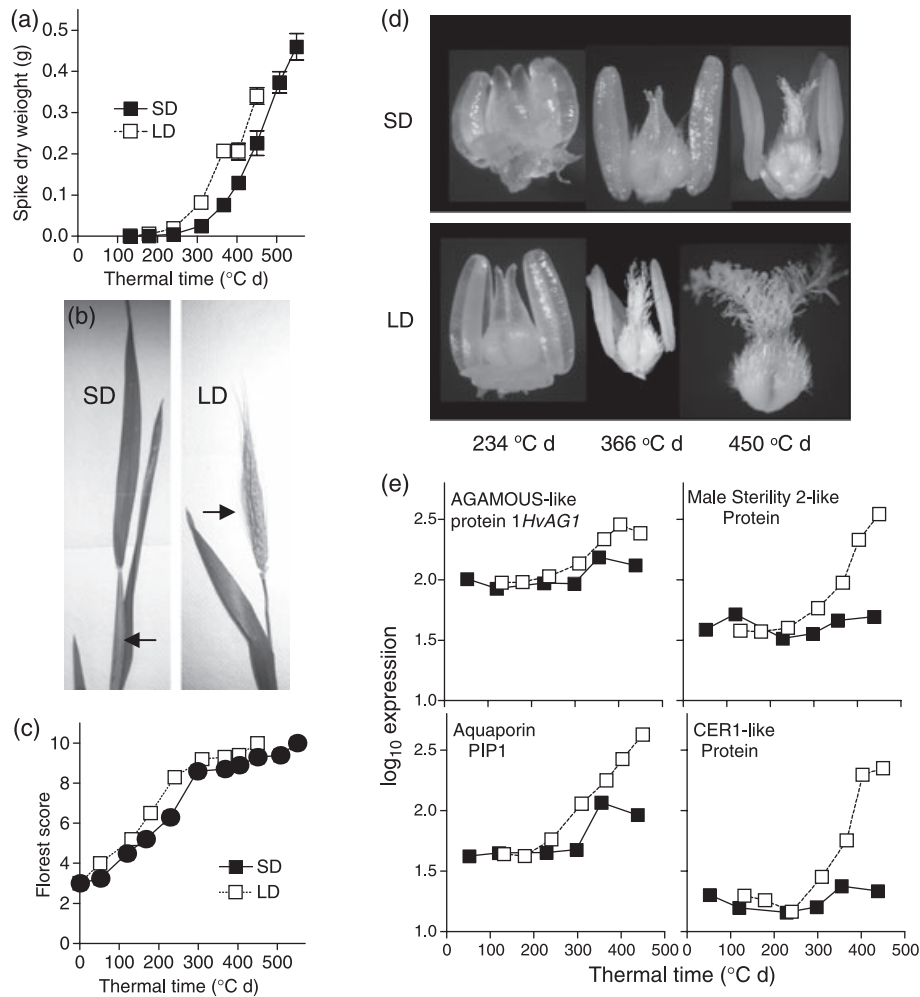 (a)
0.5
0.4
0.3
0.2
0.1
0.0
Spike dry weioght (g)
SD
LD
0 100 200 300 400 500
Thermal time (°C d)
(b)
SD
LD
(c)
10
8
6
4
2
0
Florest score
SD
LD
0 100 200 300 400 500
Thermal time (°C d)
(d)
SD
LD
234 °C d 366 °C d 450 °C d
(e)
AGAMOUS-like
protein 1HvAG1
Male Sterility 2-like
Protein
2.5
2.0
1.5
1.0
Aquaporin
PIP1
CER1-like
Protein
2.5
2.0
1.5
1.0
log10 expression
0 100 200 300 400 500
0 100 200 300 400 500
Thermal time (°C d)